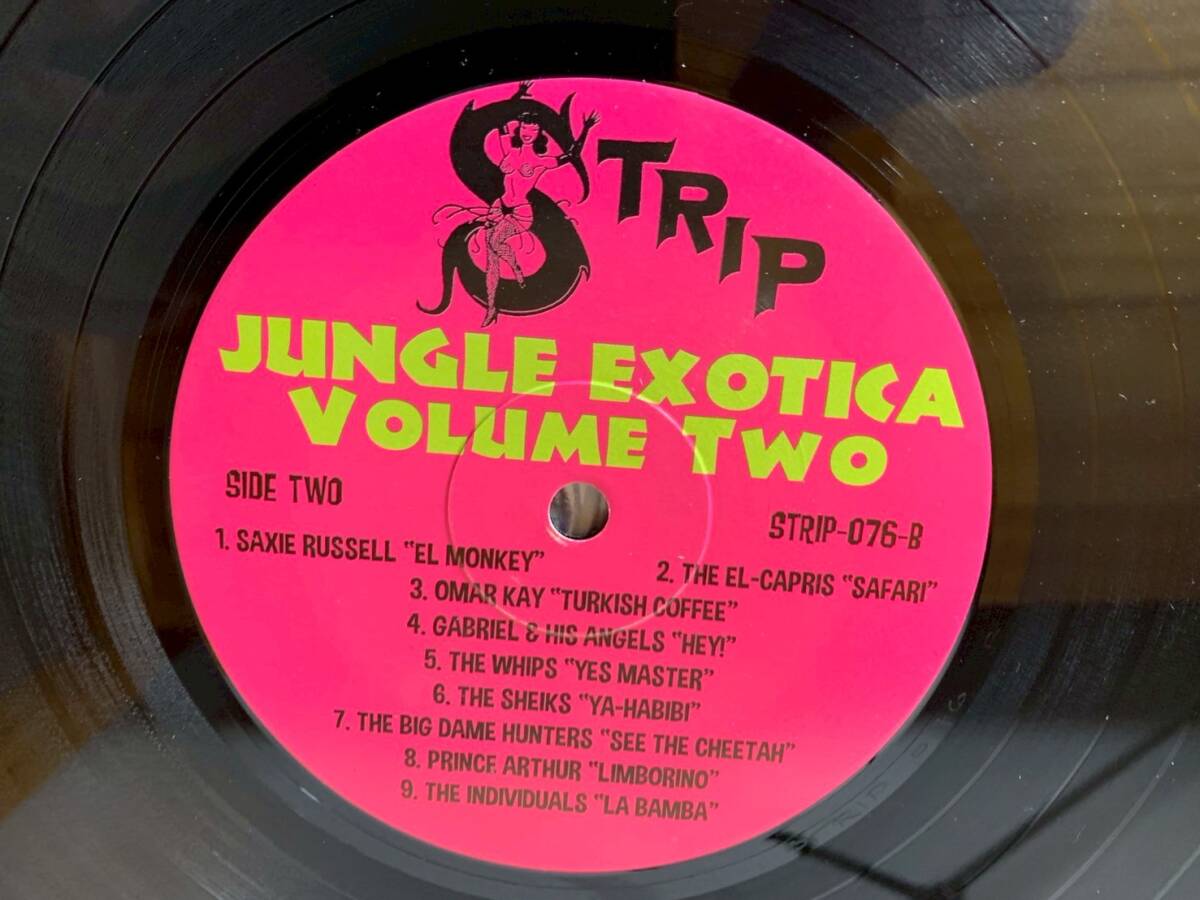 STRIP
JUNGLE EXOTICA
VOLUME TWO
SIDE TWO
STRIP-076-B
1. SAXIE RUSSELL "EL MONKEY"
2. THE EL-CAPRIS "SAFARI"
3. OMAR KAY "TURKISH COFFEE"
4. GABRIEL & HIS ANGELS "HEY!"
5. THE WHIPS "YES MASTER"
6. THE SHEIKS "YA-HABIBI"
7. THE BIG DAME HUNTERS "SEE THE CHEETAH"
8. PRINCE ARTHUR "LIMBORINO"
9. THE INDIVIDUALS "LA BAMBA"